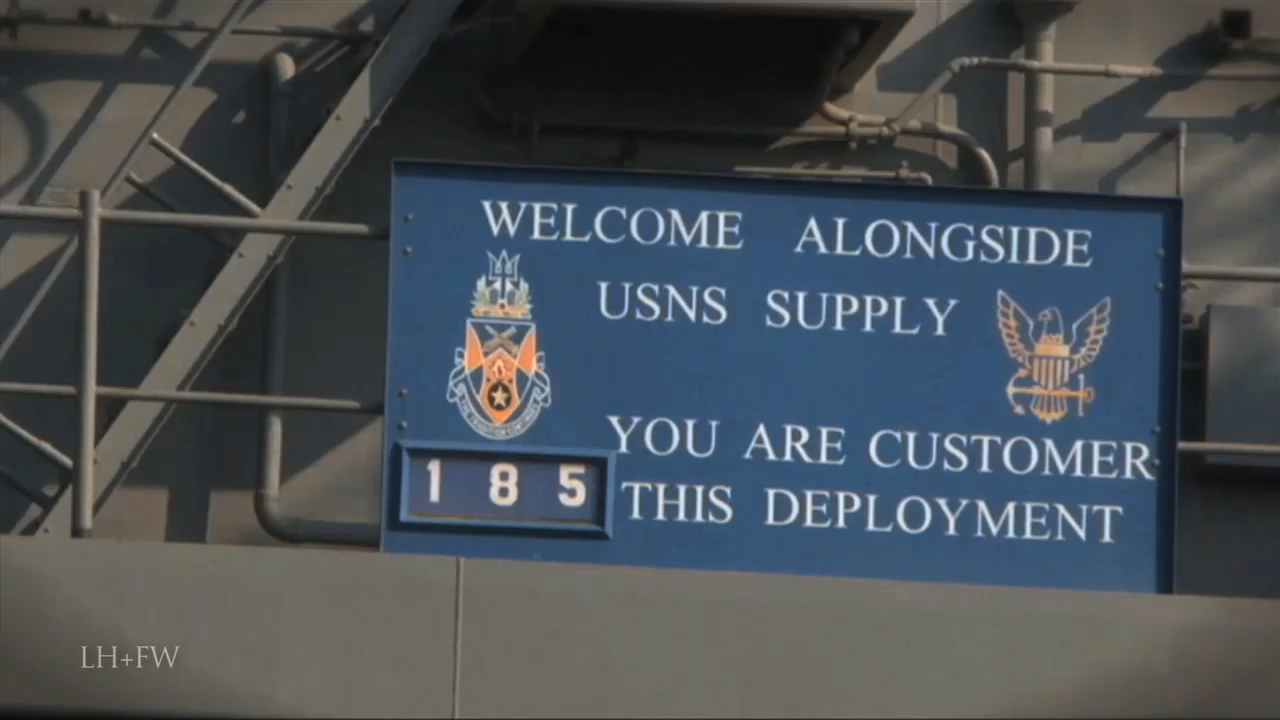 WELCOME ALONGSIDE
USNS SUPPLY
YOU ARE CUSTOMER
185 THIS DEPLOYMENT
LH+FW